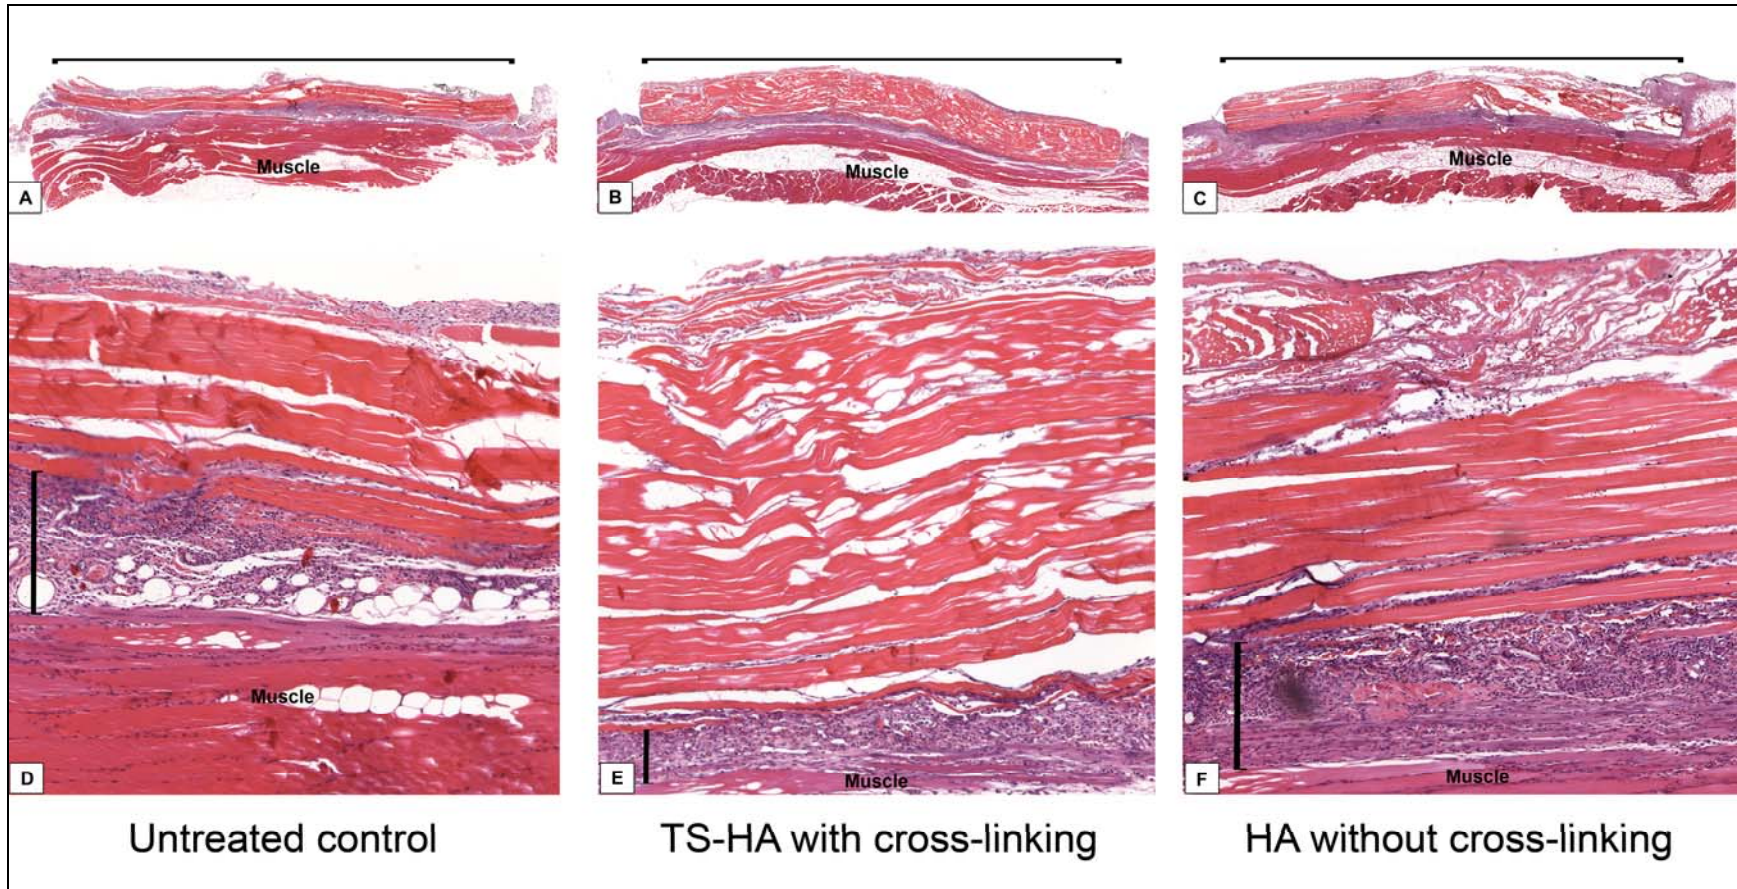 Muscle
A
Muscle
B
Muscle
C
Muscle
D
Muscle
E
Muscle
F
Untreated control
TS-HA with cross-linking
HA without cross-linking